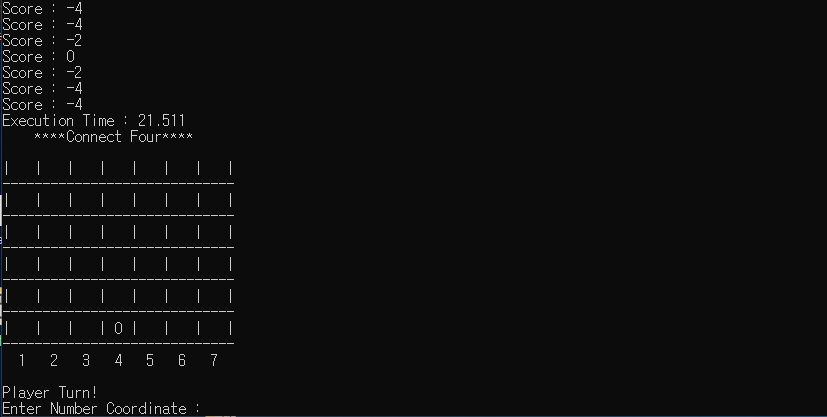 Score : -4
Score : -4
Score : -2
Score : 0
Score : -2
Score : -4
Score : -4
Execution Time : 21.511
****Connect Four****
|   |   |   |   |   |   |   |
-----------------------------
|   |   |   |   |   |   |   |
-----------------------------
|   |   |   |   |   |   |   |
-----------------------------
|   |   |   |   |   |   |   |
-----------------------------
|   |   |   |   |   |   |   |
-----------------------------
|   |   |   | O |   |   |   |
-----------------------------
1 2 3 4 5 6 7
Player Turn!
Enter Number Coordinate :